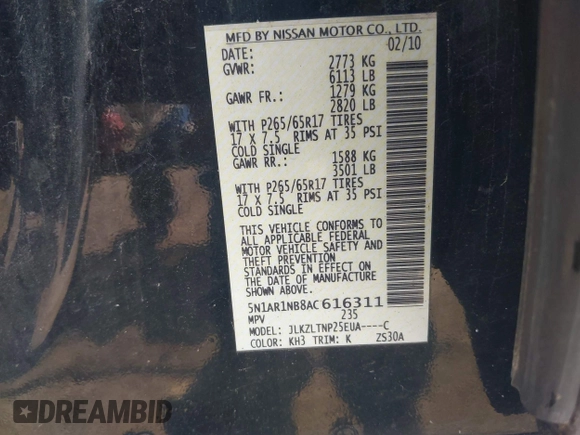 MFD BY NISSAN MOTOR CO., LTD.
DATE: 02/10
GVWR: 2773 KG
6113 LB
GAWR FR.: 1279 KG
2820 LB
WITH P265/65R17 TIRES
17 X 7.5 RIMS AT 35 PSI
COLD SINGLE
GAWR RR.: 1588 KG
3501 LB
WITH P265/65R17 TIRES
17 X 7.5 RIMS AT 35 PSI
COLD SINGLE
THIS VEHICLE CONFORMS TO
ALL APPLICABLE FEDERAL
MOTOR VEHICLE SAFETY AND
THEFT PREVENTION
STANDARDS IN EFFECT ON
THE DATE OF MANUFACTURE
SHOWN ABOVE.
5N1AR1NB8AC616311
MPV 235
MODEL: JLKZLTNP25EUA----C
COLOR: KH3 TRIM: K ZS30A
DREAMBID